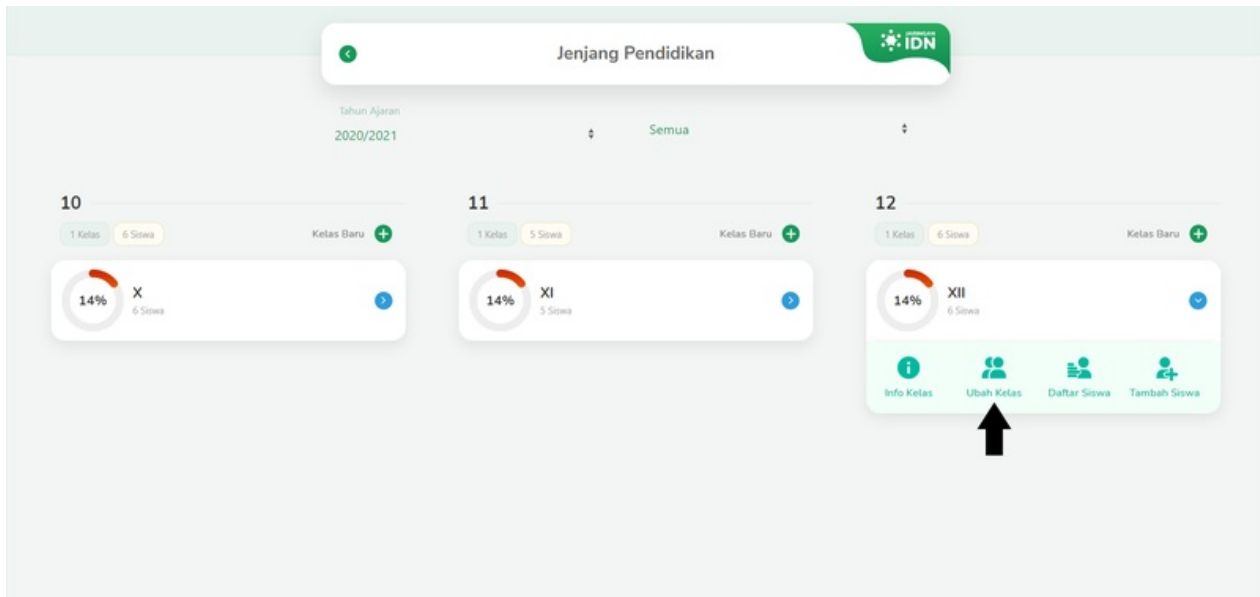 Jenjang Pendidikan
JARINGAN
IDN
Tahun Ajaran
2020/2021
Semua
10
1 Kelas 6 Siswa Kelas Baru
14% X
6 Siswa
11
1 Kelas 5 Siswa Kelas Baru
14% XI
5 Siswa
12
1 Kelas 6 Siswa Kelas Baru
14% XII
6 Siswa
Info Kelas Ubah Kelas Daftar Siswa Tambah Siswa